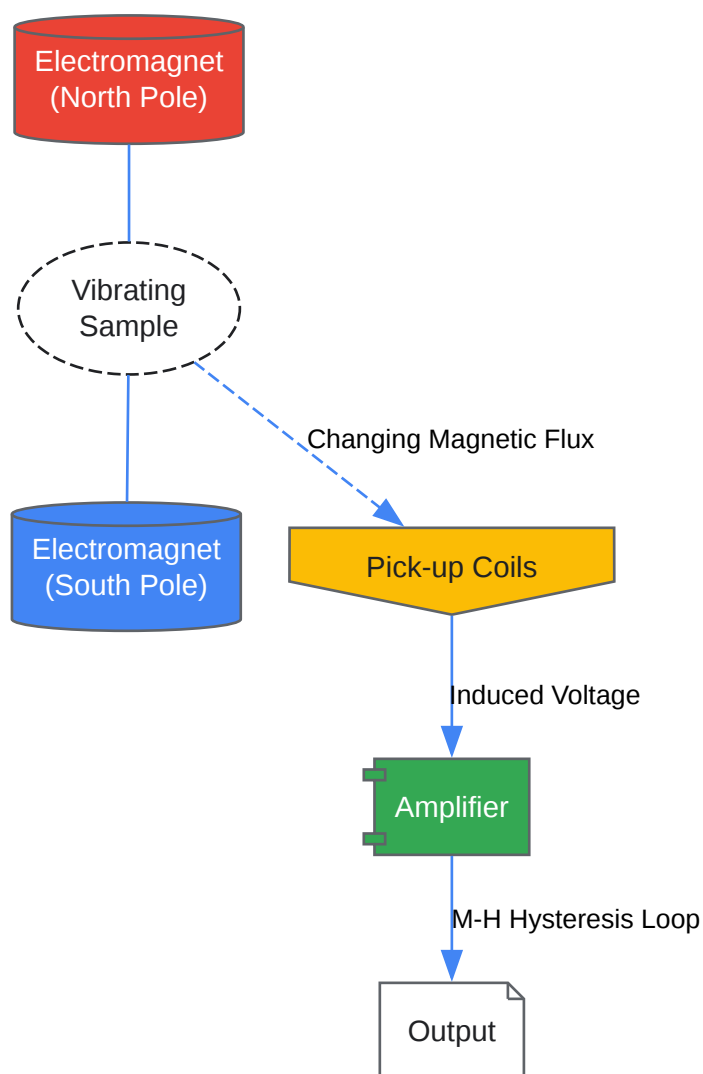 Electromagnet
(North Pole)
Vibrating
Sample
Changing Magnetic Flux
Electromagnet
(South Pole)
Pick-up Coils
Induced Voltage
Amplifier
M-H Hysteresis Loop
Output